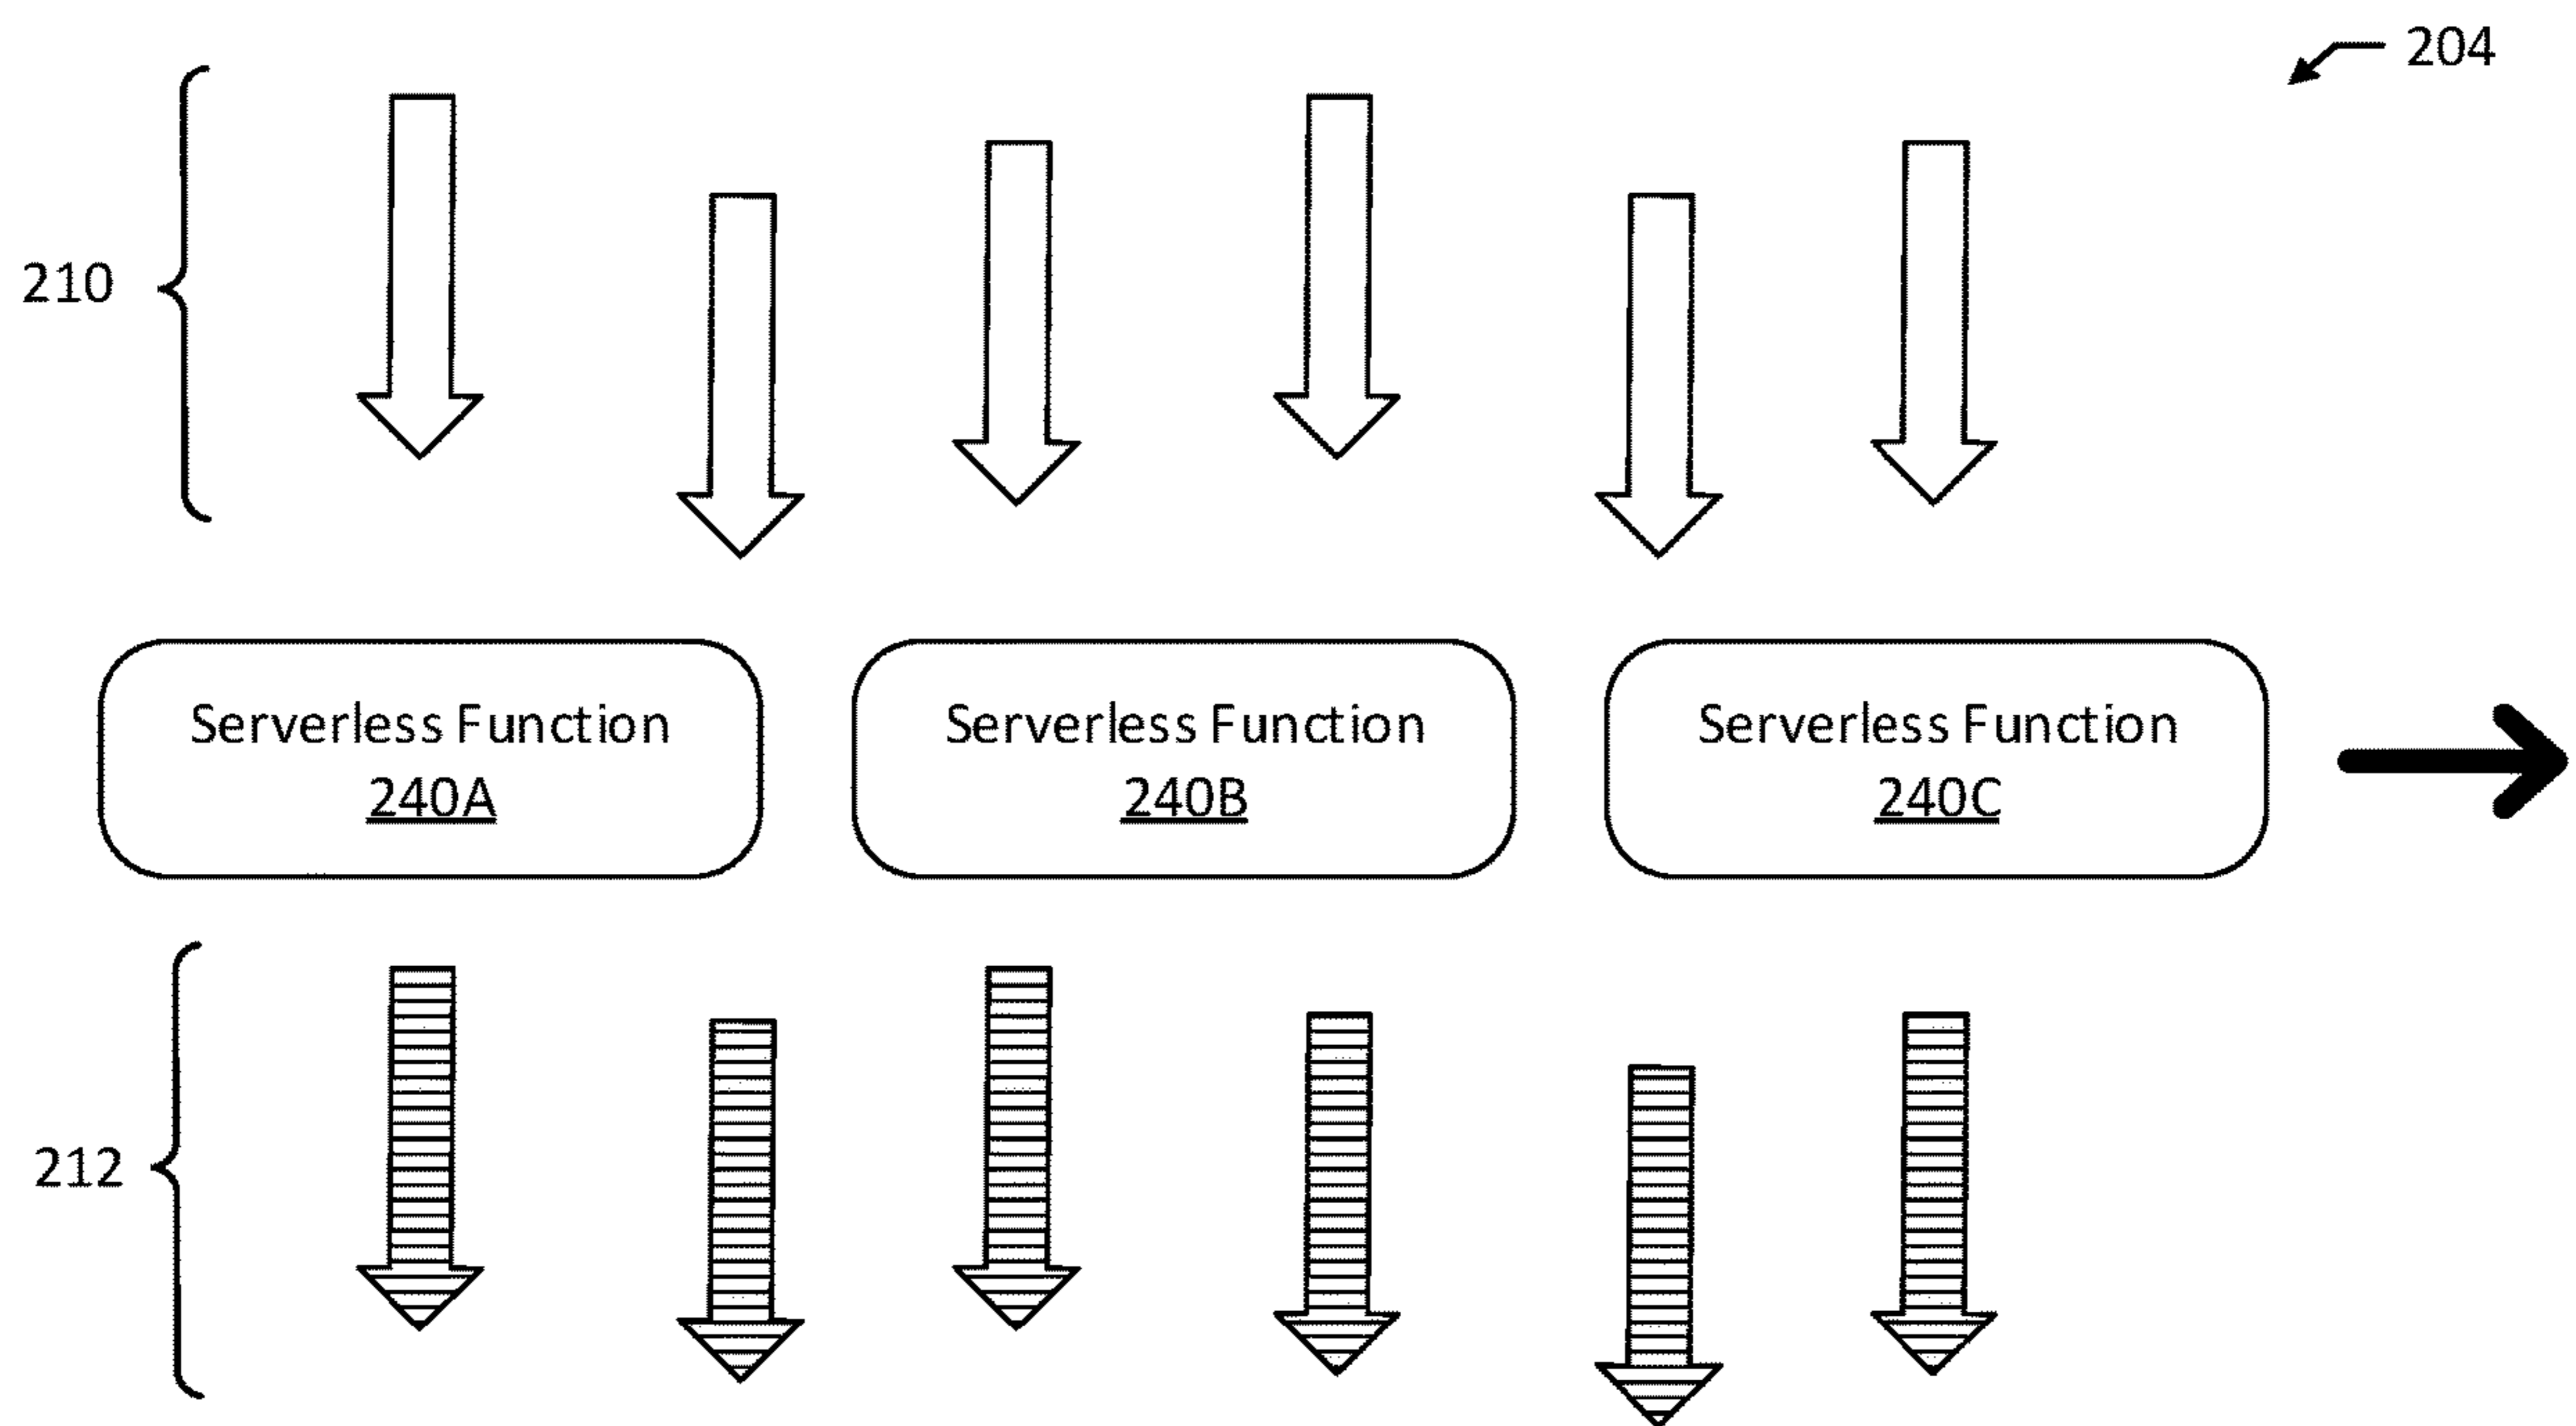 204
210
Serverless Function
240A
Serverless Function
240B
Serverless Function
240C
212